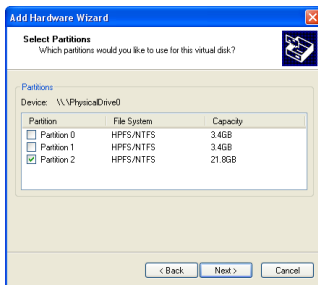 Add Hardware Wizard
Select Partitions
Which partitions would you like to use for this virtual disk?
Partitions
Device: \\.\PhysicalDrive0
Partition File System Capacity
Partition 0 HPFS/NTFS 3.4GB
Partition 1 HPFS/NTFS 3.4GB
Partition 2 HPFS/NTFS 21.8GB
< Back Next > Cancel